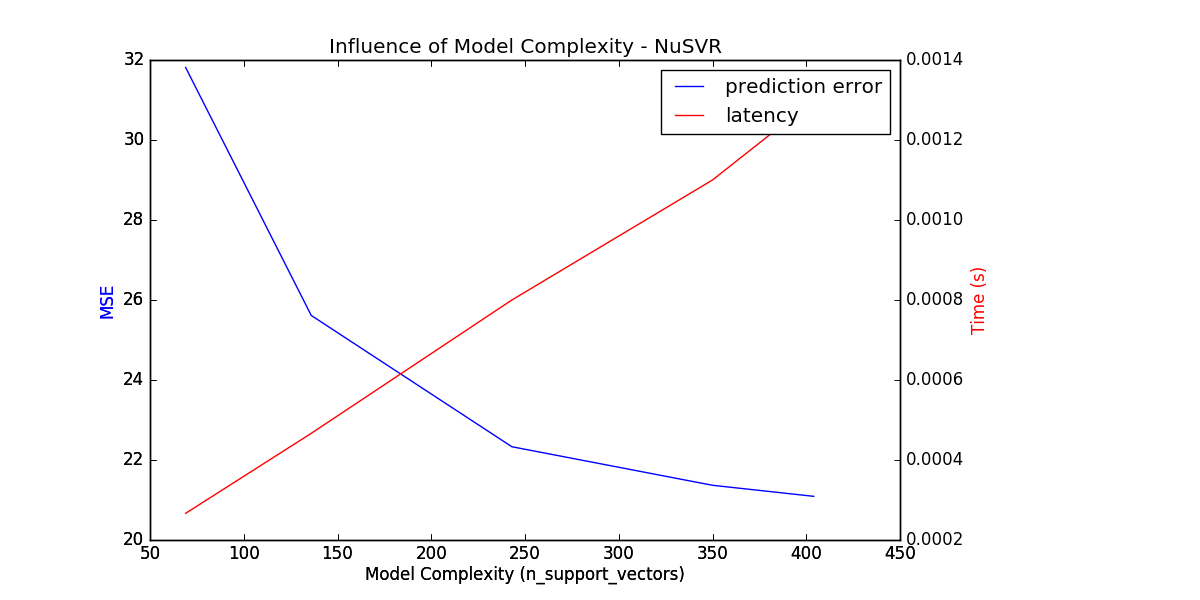 Influence of Model Complexity - NuSVR
32
30
28
26
24
22
20
MSE
prediction error
latency
0.0014
0.0012
0.0010
0.0008
0.0006
0.0004
0.0002
Time (s)
50 100 150 200 250 300 350 400 450
Model Complexity (n_support_vectors)